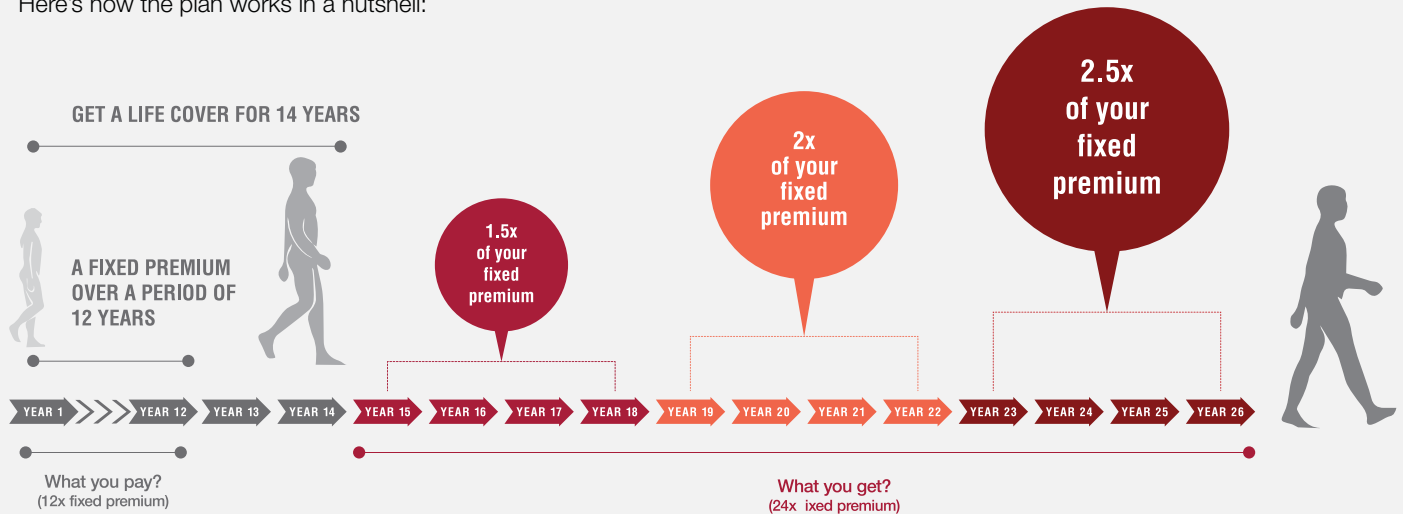 Here's how the plan works in a nutshell:
GET A LIFE COVER FOR 14 YEARS
A FIXED PREMIUM
OVER A PERIOD OF
12 YEARS
1.5x
of your
fixed
premium
2x
of your
fixed
premium
2.5x
of your
fixed
premium
YEAR 1
YEAR 12
YEAR 13
YEAR 14
YEAR 15
YEAR 16
YEAR 17
YEAR 18
YEAR 19
YEAR 20
YEAR 21
YEAR 22
YEAR 23
YEAR 24
YEAR 25
YEAR 26
What you pay?
(12x fixed premium)
What you get?
(24x ixed premium)